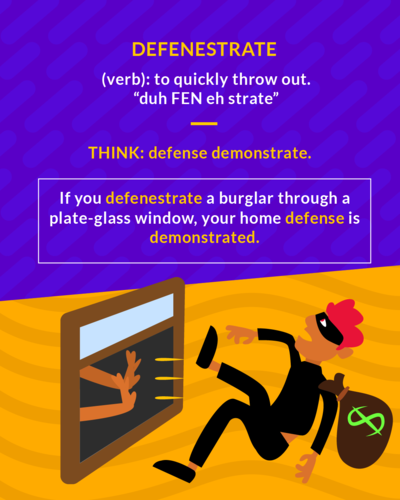 DEFENESTRATE
(verb): to quickly throw out.
“duh FEN eh strate”
THINK: defense demonstrate.
If you defenestrate a burglar through a
plate-glass window, your home defense is
demonstrated.
$